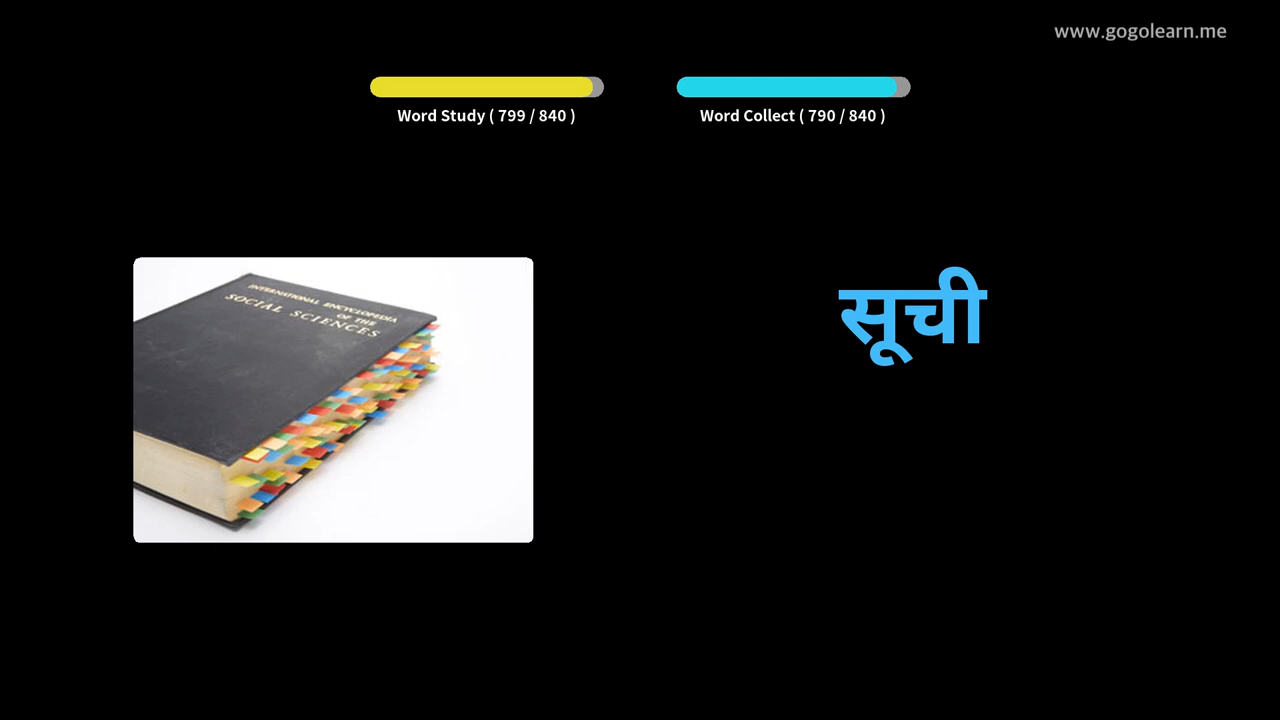 www.gogolearn.me
Word Study ( 799 / 840 )
Word Collect ( 790 / 840 )
INTERNATIONAL ENCYCLOPEDIA
OF THE
SOCIAL SCIENCES
सूची